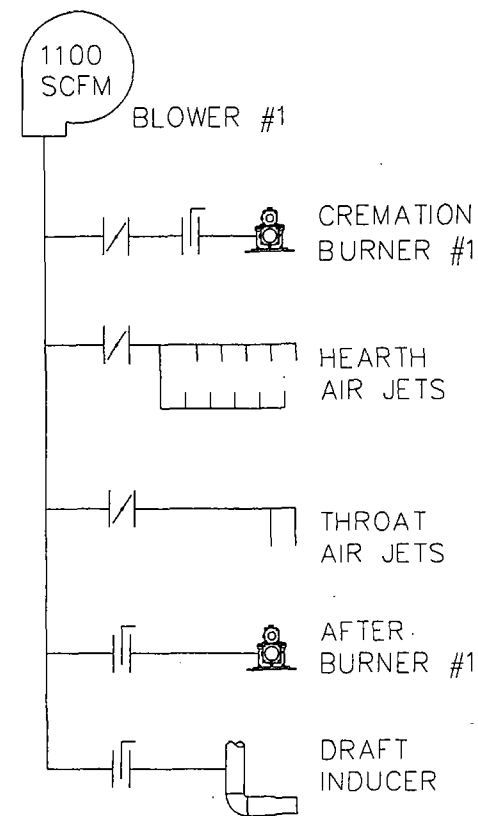 1100
SCFM
BLOWER #1
CREMATION
BURNER #1
HEARTH
AIR JETS
THROAT
AIR JETS
AFTER
BURNER #1
DRAFT
INDUCER